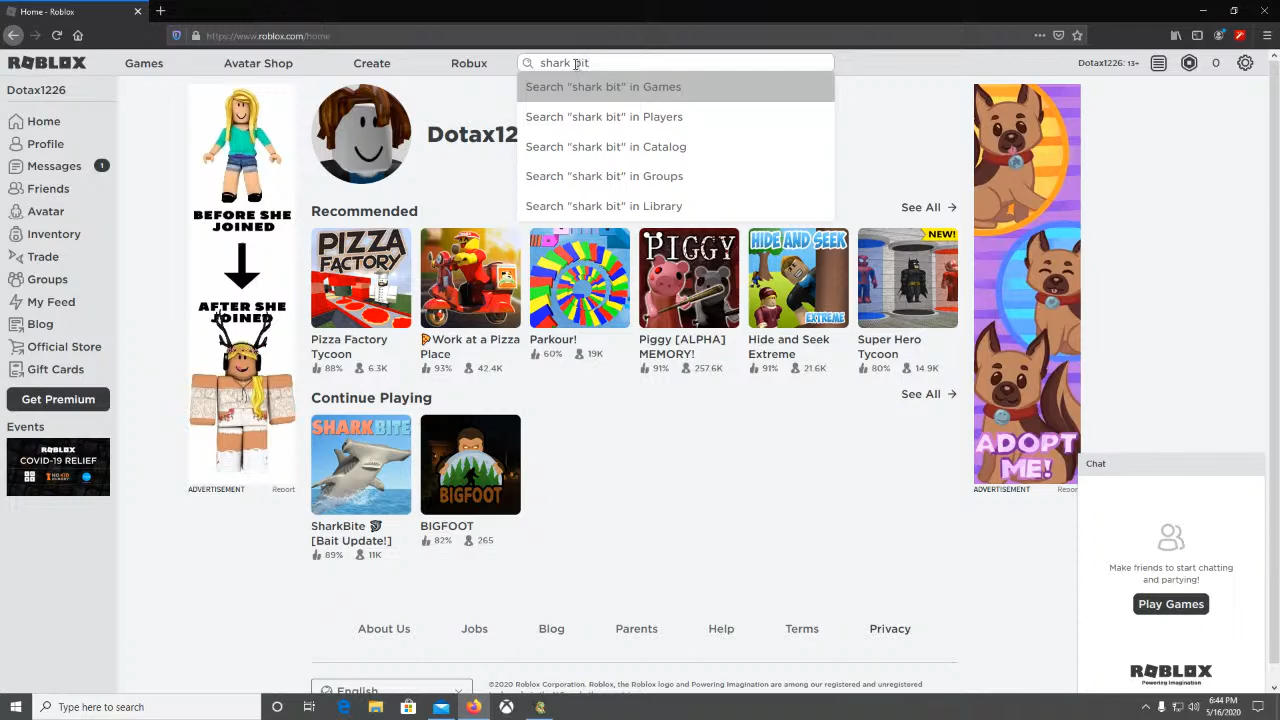 Home - Roblox
https://www.roblox.com/home
ROBLOX
Games
Avatar Shop
Create
Robux
shark bit
Dotax1226: 13+
0
Search "shark bit" in Games
Search "shark bit" in Players
Search "shark bit" in Catalog
Search "shark bit" in Groups
Search "shark bit" in Library
Dotax1226
Home
Profile
Messages
1
Friends
Avatar
Inventory
Trade
Groups
My Feed
Blog
Official Store
Gift Cards
Get Premium
Events
ROBLOX
COVID-19 RELIEF
NO KID HUNGRY
BEFORE SHE
JOINED
AFTER SHE
JOINED
ADVERTISEMENT
Report
Dotax12
Recommended
See All
PIZZA
FACTORY
PIGGY
HIDE AND SEEK
EXTREME
NEW!
Pizza Factory
Tycoon
88%
6.3K
Work at a Pizza
Place
93%
42.4K
Parkour!
60%
19K
Piggy [ALPHA]
MEMORY!
91%
257.6K
Hide and Seek
Extreme
91%
21.6K
Super Hero
Tycoon
80%
14.9K
Continue Playing
See All
SHARKBITE
BIGFOOT
SharkBite
[Bait Update!]
89%
11K
BIGFOOT
82%
265
ADOPT
ME!
ADVERTISEMENT
Repor
Chat
Make friends to start chatting
and partying!
Play Games
ROBLOX
Powering Imagination
About Us
Jobs
Blog
Parents
Help
Terms
Privacy
English
©2020 Roblox Corporation. Roblox, the Roblox logo and Powering Imagination are among our registered and unregistered
Type here to search
6:44 PM
5/16/2020